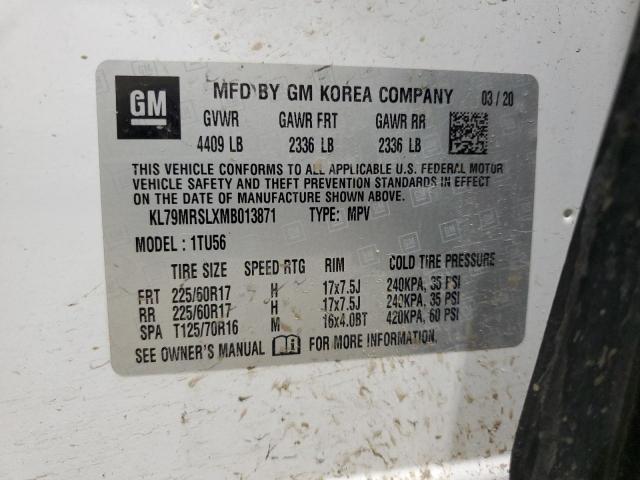 GM MFD BY GM KOREA COMPANY 03 / 20
GVWR GAWR FRT GAWR RR
4409 LB 2336 LB 2336 LB
THIS VEHICLE CONFORMS TO ALL APPLICABLE U.S. FEDERAL MOTOR
VEHICLE SAFETY AND THEFT PREVENTION STANDARDS IN EFFECT
ON THE DATE OF MANUFACTURE SHOWN ABOVE.
KL79MRSLXMB013871 TYPE: MPV
MODEL : 1TU56
TIRE SIZE SPEED RTG RIM COLD TIRE PRESSURE
FRT 225/60R17 H 17x7.5J 240KPA, 35 PSI
RR 225/60R17 H 17x7.5J 240KPA, 35 PSI
SPA T125/70R16 M 16x4.0BT 420KPA, 60 PSI
SEE OWNER'S MANUAL FOR MORE INFORMATION.